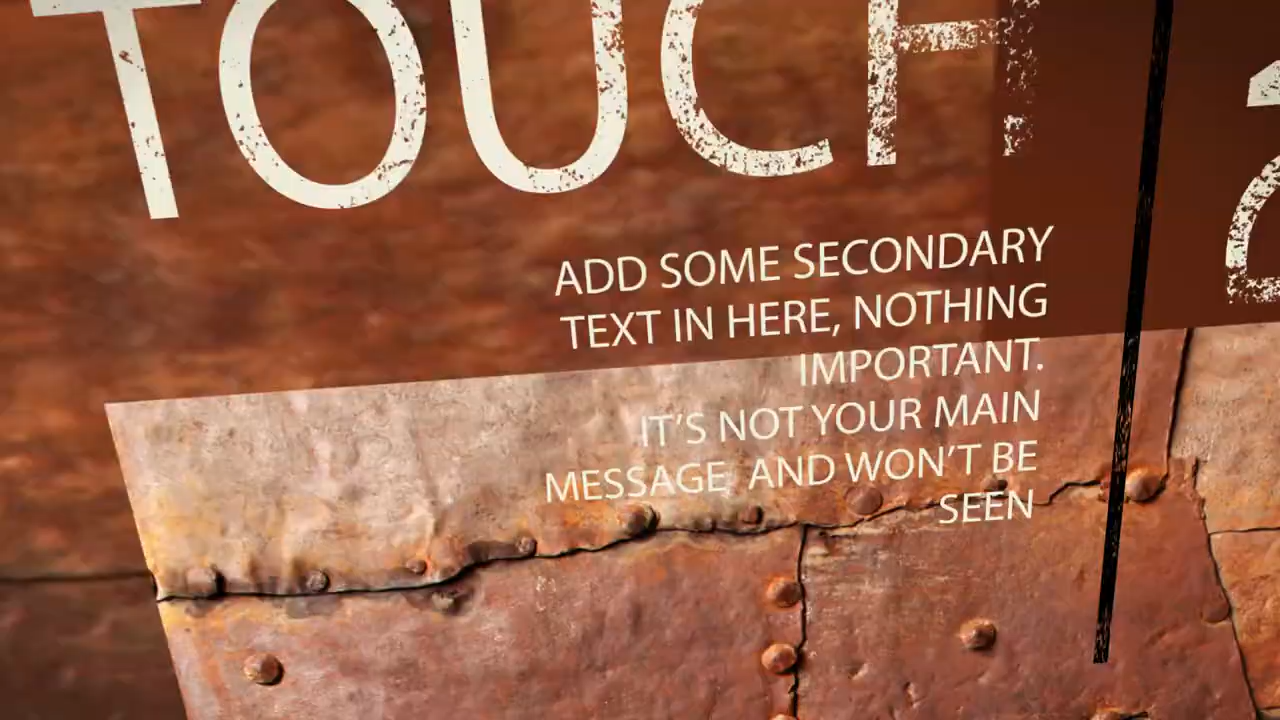 TOUCH
ADD SOME SECONDARY
TEXT IN HERE, NOTHING
IMPORTANT.
IT'S NOT YOUR MAIN
MESSAGE AND WON'T BE
SEEN